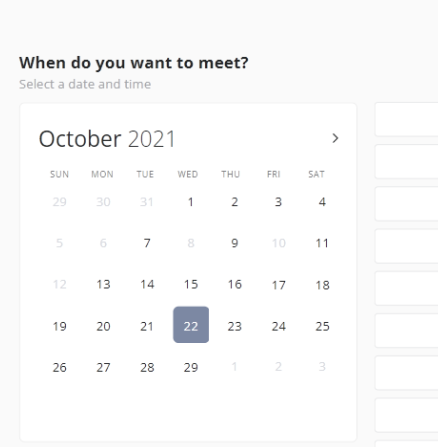 When do you want to meet?
Select a date and time
October 2021
SUN MON TUE WED THU FRI SAT
29 30 31 1 2 3 4
5 6 7 8 9 10 11
12 13 14 15 16 17 18
19 20 21 22 23 24 25
26 27 28 29 1 2 3